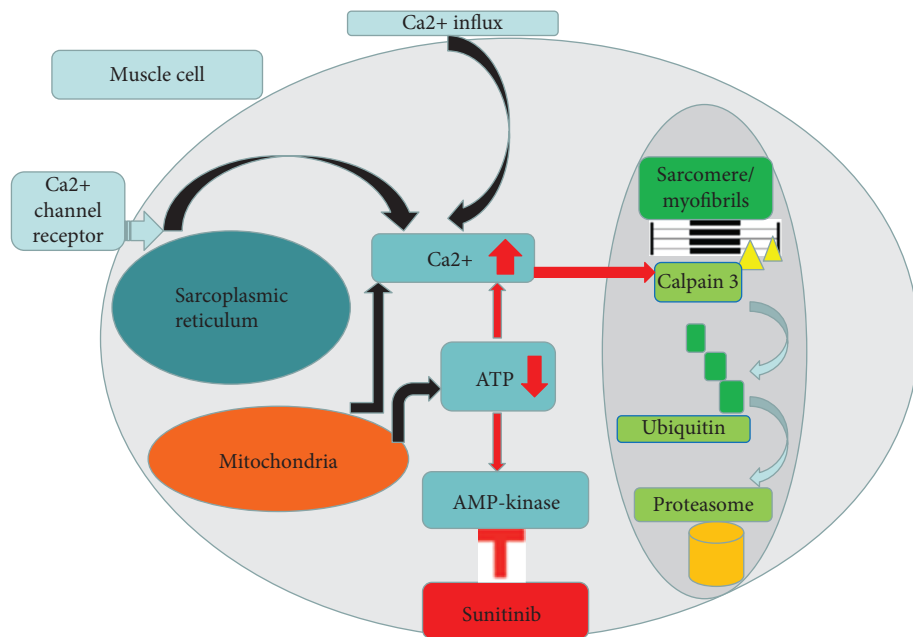 Ca2+ influx
Muscle cell
Ca2+
channel
receptor
Sarcomere/
myofibrils
Ca2+
Calpain 3
Sarcoplasmic
reticulum
ATP
Ubiquitin
Mitochondria
AMP-kinase
Proteasome
Sunitinib